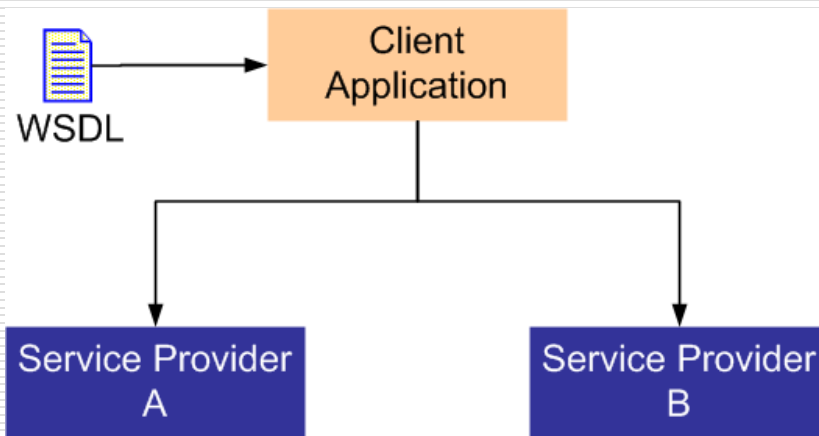 Client
Application
WSDL
Service Provider
A
Service Provider
B